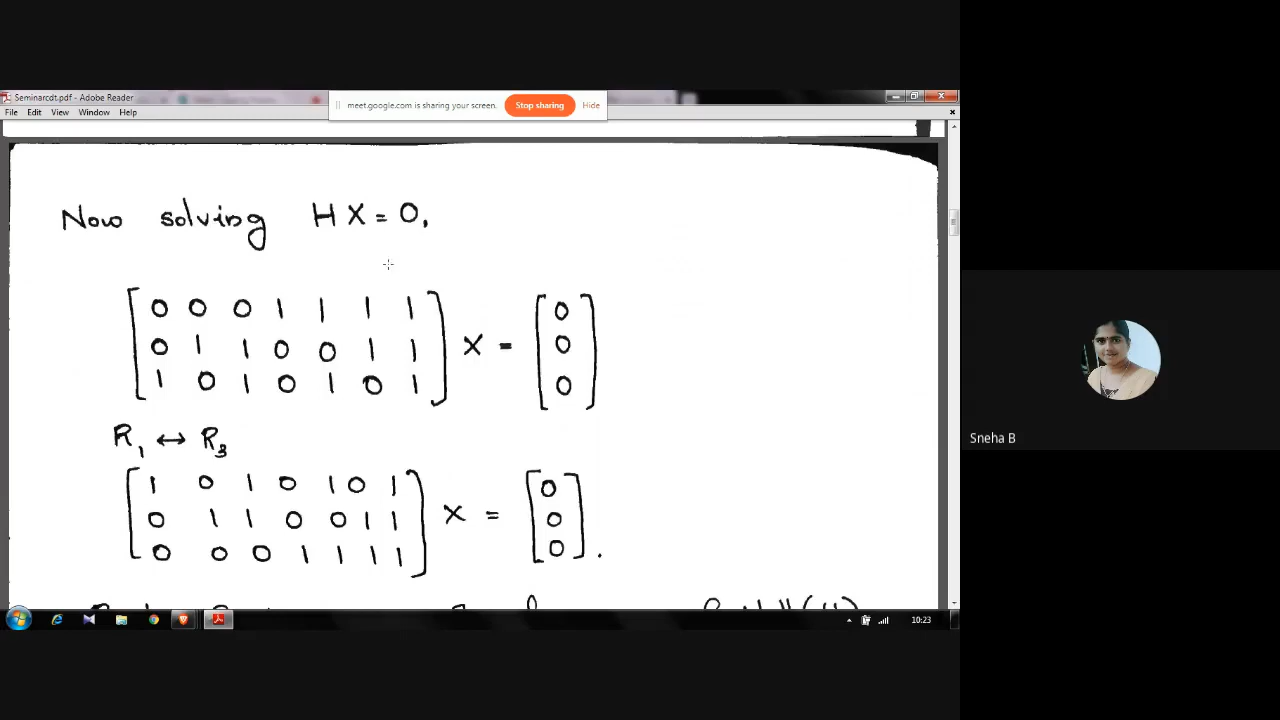 Seminarcdt.pdf - Adobe Reader
File Edit View Window Help
meet.google.com is sharing your screen. Stop sharing Hide
Now solving HX = 0,
[0 0 0 1 1 1 1] [0]
[0 1 1 0 0 1 1] X = [0]
[1 0 1 0 1 0 1] [0]
R1 ↔ R3
[1 0 1 0 1 0 1] [0]
[0 1 1 0 0 1 1] X = [0]
[0 0 0 1 1 1 1] [0].
Sneha B
10:23